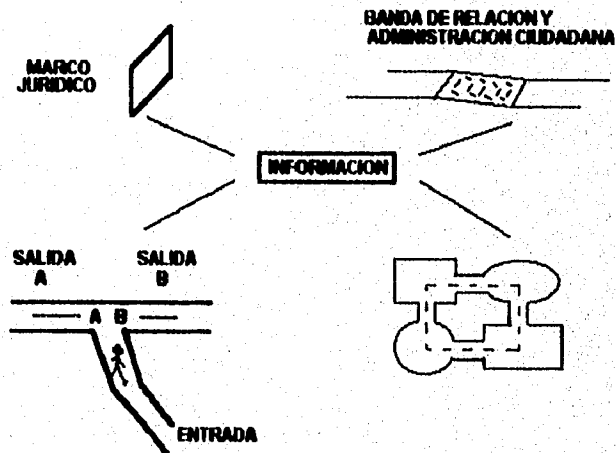 BANDA DE RELACION Y
ADMINISTRACION CIUDADANA
MARCO
JURIDICO
INFORMACION
SALIDA
A
SALIDA
B
A B
ENTRADA